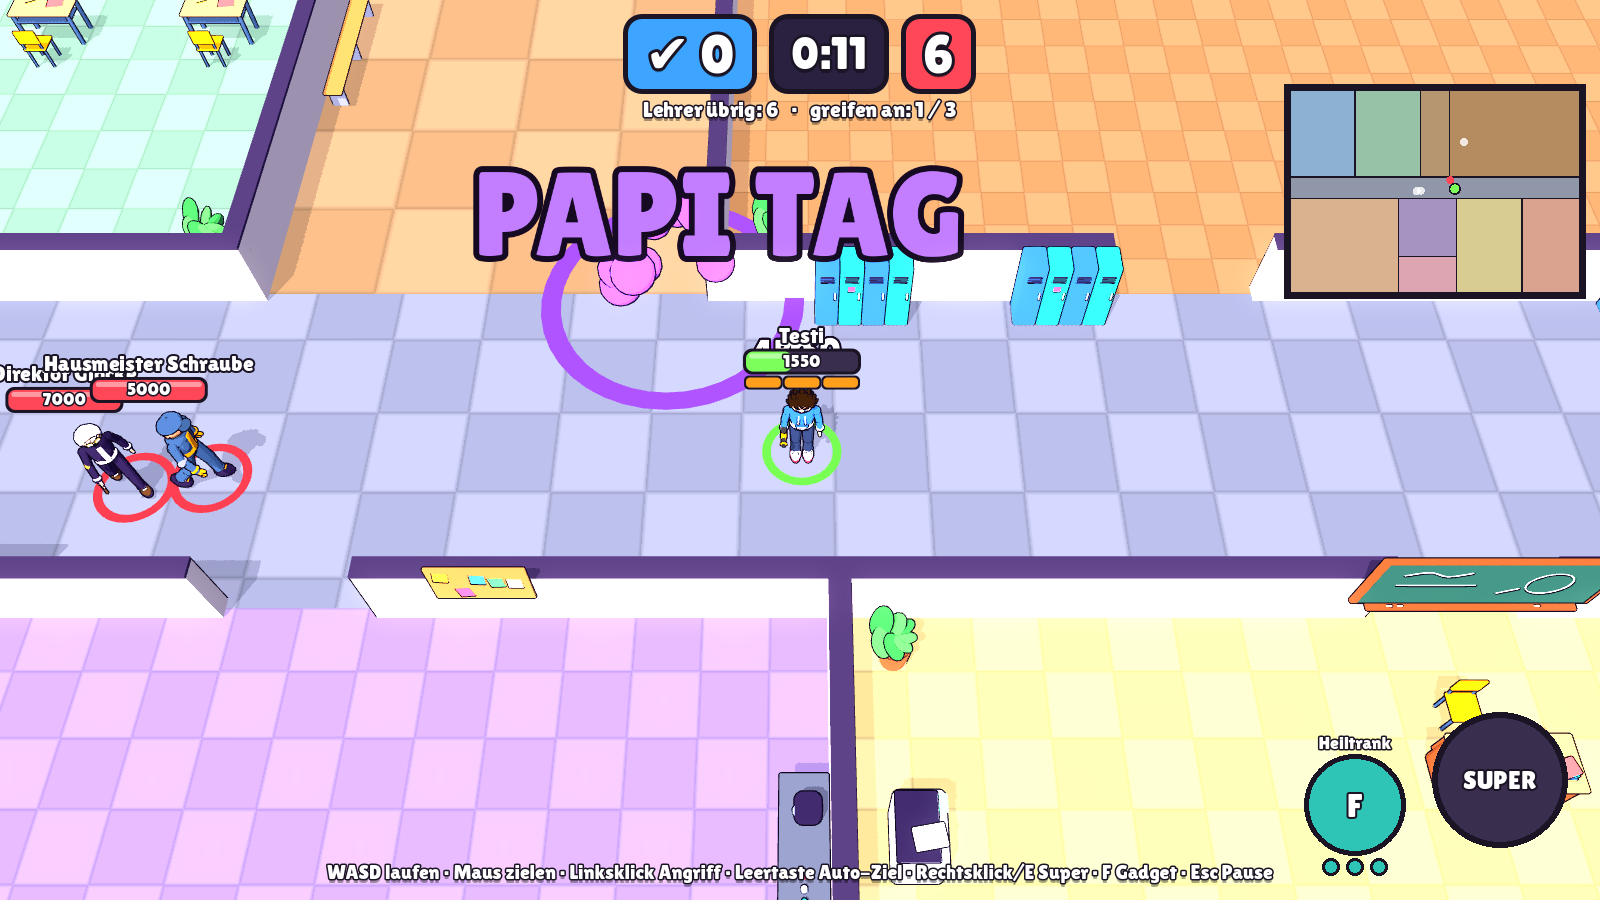 ✔ 0
0:11
6
Lehrer übrig: 6 · greifen an: 1 / 3
PAPI TAG
Testi
1550
Hausmeister Schraube
5000
7000
Heiltrank
F
SUPER
WASD laufen · Maus zielen · Linksklick Angriff · Leertaste Auto-Ziel · Rechtsklick/E Super · F Gadget · Esc Pause